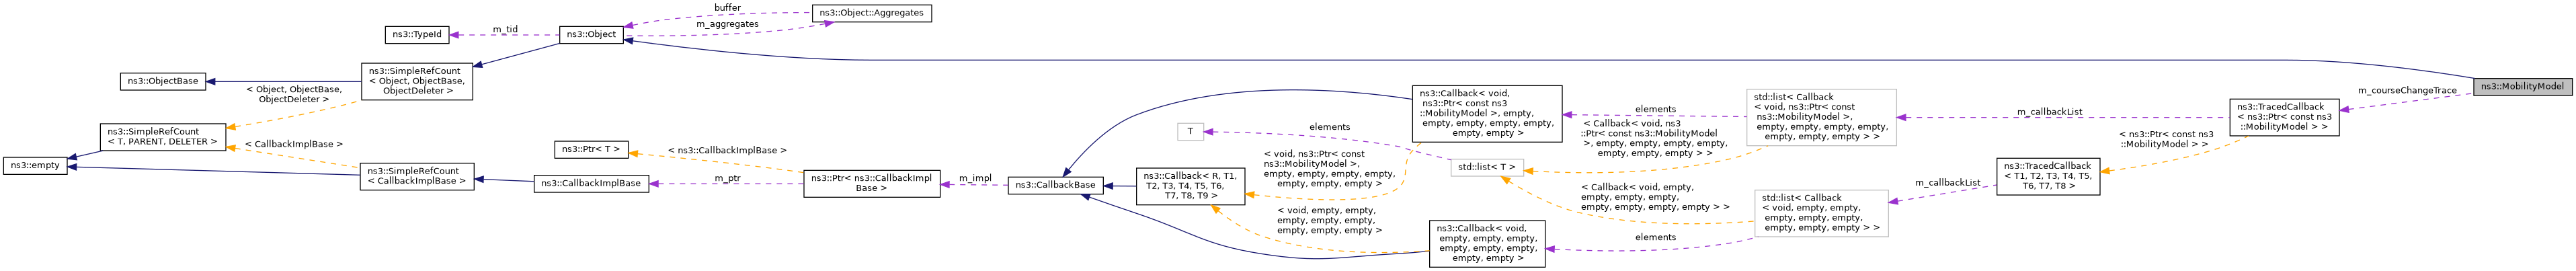 buffer
ns3::Object::Aggregates
m_aggregates
ns3::TypeId
m_tid
ns3::Object
ns3::ObjectBase
ns3::SimpleRefCount
< Object, ObjectBase,
ObjectDeleter >
< Object, ObjectBase,
ObjectDeleter >
ns3::SimpleRefCount
< T, PARENT, DELETER >
< CallbackImplBase >
ns3::empty
ns3::SimpleRefCount
< CallbackImplBase >
ns3::CallbackImplBase
ns3::Ptr< T >
< ns3::CallbackImplBase >
m_ptr
ns3::Ptr< ns3::CallbackImpl
Base >
m_impl
ns3::CallbackBase
ns3::Callback< R, T1,
T2, T3, T4, T5, T6,
T7, T8, T9 >
T
elements
< void, ns3::Ptr< const
ns3::MobilityModel >,
empty, empty, empty, empty,
empty, empty, empty >
< void, empty, empty,
empty, empty, empty,
empty, empty, empty >
ns3::Callback< void,
ns3::Ptr< const ns3
::MobilityModel >, empty,
empty, empty, empty, empty,
empty, empty >
std::list< T >
ns3::Callback< void,
empty, empty, empty,
empty, empty, empty,
empty, empty >
elements
< Callback< void, ns3
::Ptr< const ns3::MobilityModel
>, empty, empty, empty, empty,
empty, empty, empty > >
< Callback< void, empty,
empty, empty, empty,
empty, empty, empty, empty > >
elements
std::list< Callback
< void, ns3::Ptr< const
ns3::MobilityModel >,
empty, empty, empty, empty,
empty, empty, empty > >
std::list< Callback
< void, empty, empty,
empty, empty, empty,
empty, empty, empty > >
m_callbackList
m_callbackList
ns3::TracedCallback
< T1, T2, T3, T4, T5,
T6, T7, T8 >
< ns3::Ptr< const ns3
::MobilityModel > >
ns3::TracedCallback
< ns3::Ptr< const ns3
::MobilityModel > >
m_courseChangeTrace
ns3::MobilityModel